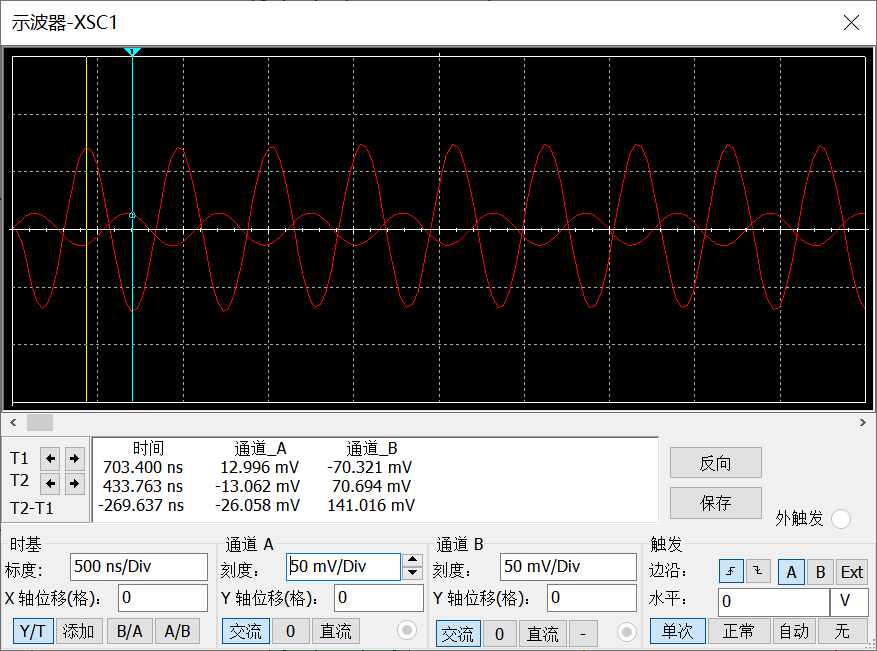 示波器-XSC1
1
时间 通道_A 通道_B
T1 703.400 ns 12.996 mV -70.321 mV
T2 433.763 ns -13.062 mV 70.694 mV
T2-T1 -269.637 ns -26.058 mV 141.016 mV
反向
保存
外触发
时基
标度: 500 ns/Div
X 轴位移(格): 0
Y/T 添加 B/A A/B
通道 A
刻度: 50 mV/Div
Y 轴位移(格): 0
交流 0 直流
通道 B
刻度: 50 mV/Div
Y 轴位移(格): 0
交流 0 直流 -
触发
边沿: A B Ext
水平: 0 V
单次 正常 自动 无